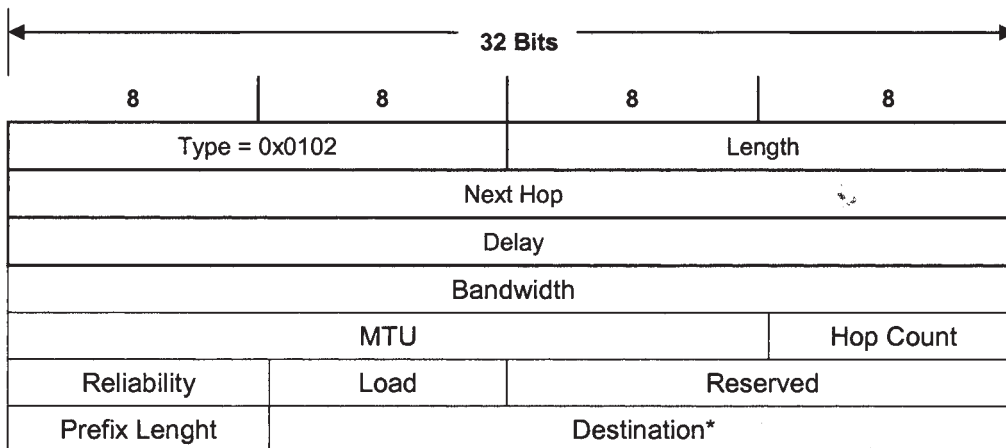 32 Bits
8 8 8 8
Type = 0x0102 Length
Next Hop
Delay
Bandwidth
MTU Hop Count
Reliability Load Reserved
Prefix Lenght Destination*